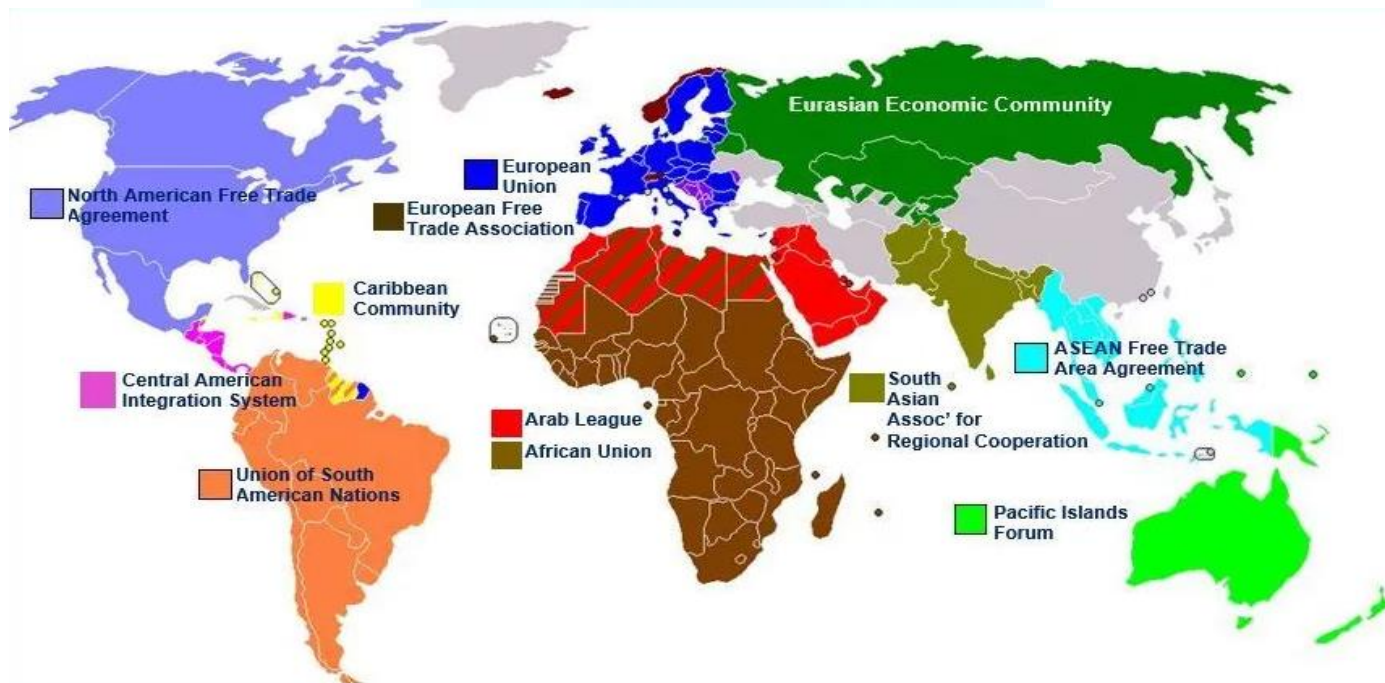 Eurasian Economic Community
European
Union
North American Free Trade
Agreement
European Free
Trade Association
Caribbean
Community
ASEAN Free Trade
Area Agreement
Central American
Integration System
South
Asian
Assoc’ for
Regional Cooperation
Arab League
African Union
Union of South
American Nations
Pacific Islands
Forum